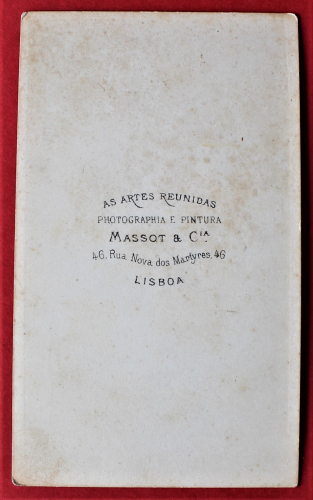 AS ARTES REUNIDAS
PHOTOGRAPHIA E PINTURA
MASSOT & Cᴵᴬ
46, Rua Nova dos Martyres, 46
LISBOA